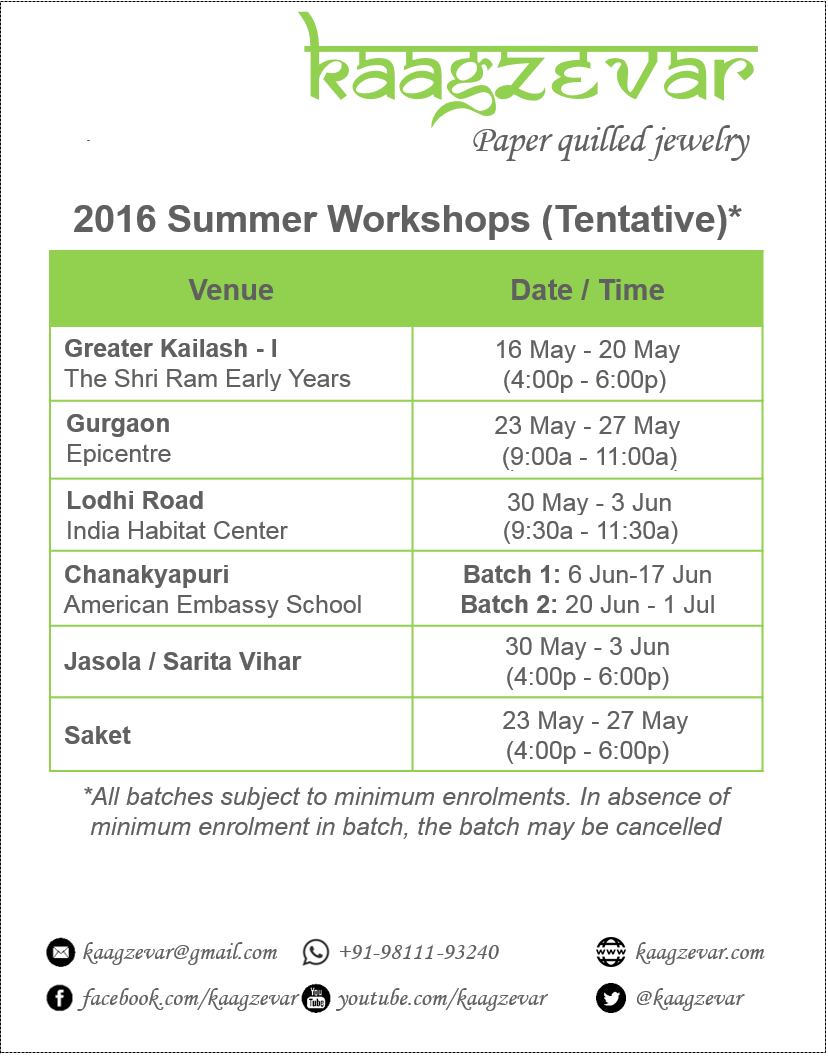 kaagzevar
Paper quilled jewelry
2016 Summer Workshops (Tentative)*
Venue
Date / Time
Greater Kailash - I
The Shri Ram Early Years
16 May - 20 May
(4:00p - 6:00p)
Gurgaon
Epicentre
23 May - 27 May
(9:00a - 11:00a)
Lodhi Road
India Habitat Center
30 May - 3 Jun
(9:30a - 11:30a)
Chanakyapuri
American Embassy School
Batch 1: 6 Jun-17 Jun
Batch 2: 20 Jun - 1 Jul
Jasola / Sarita Vihar
30 May - 3 Jun
(4:00p - 6:00p)
Saket
23 May - 27 May
(4:00p - 6:00p)
*All batches subject to minimum enrolments. In absence of
minimum enrolment in batch, the batch may be cancelled
kaagzevar@gmail.com
+91-98111-93240
www
kaagzevar.com
f
facebook.com/kaagzevar
You
Tube
youtube.com/kaagzevar
@kaagzevar